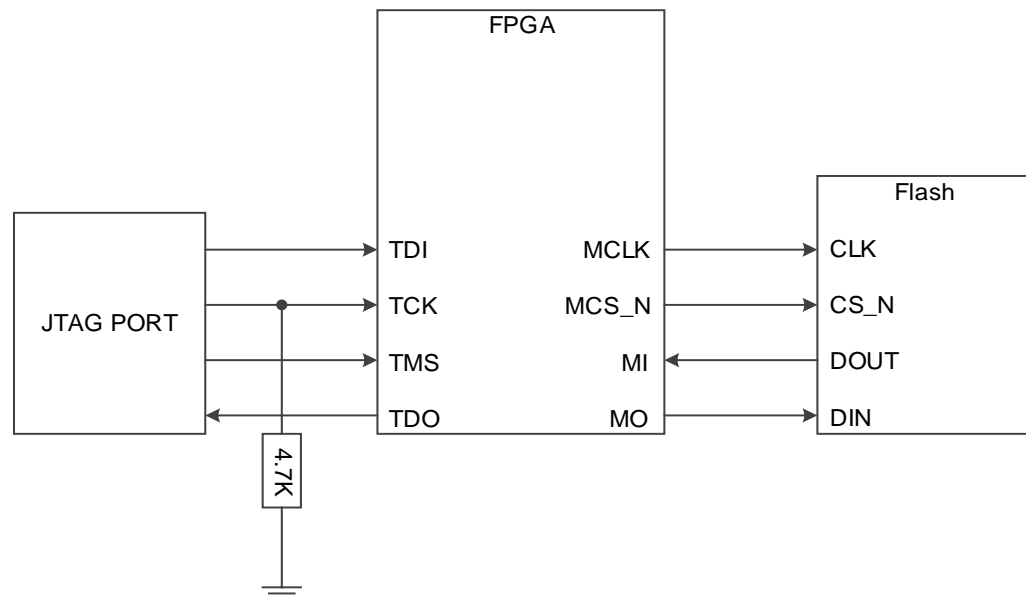 FPGA
Flash
JTAG PORT
TDI
TCK
TMS
TDO
MCLK
MCS_N
MI
MO
CLK
CS_N
DOUT
DIN
4.7K